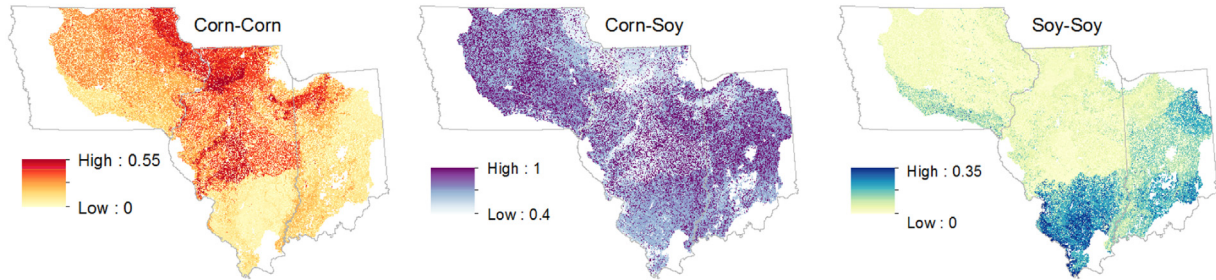 Corn-Corn
High : 0.55
Low : 0
Corn-Soy
High : 1
Low : 0.4
Soy-Soy
High : 0.35
Low : 0